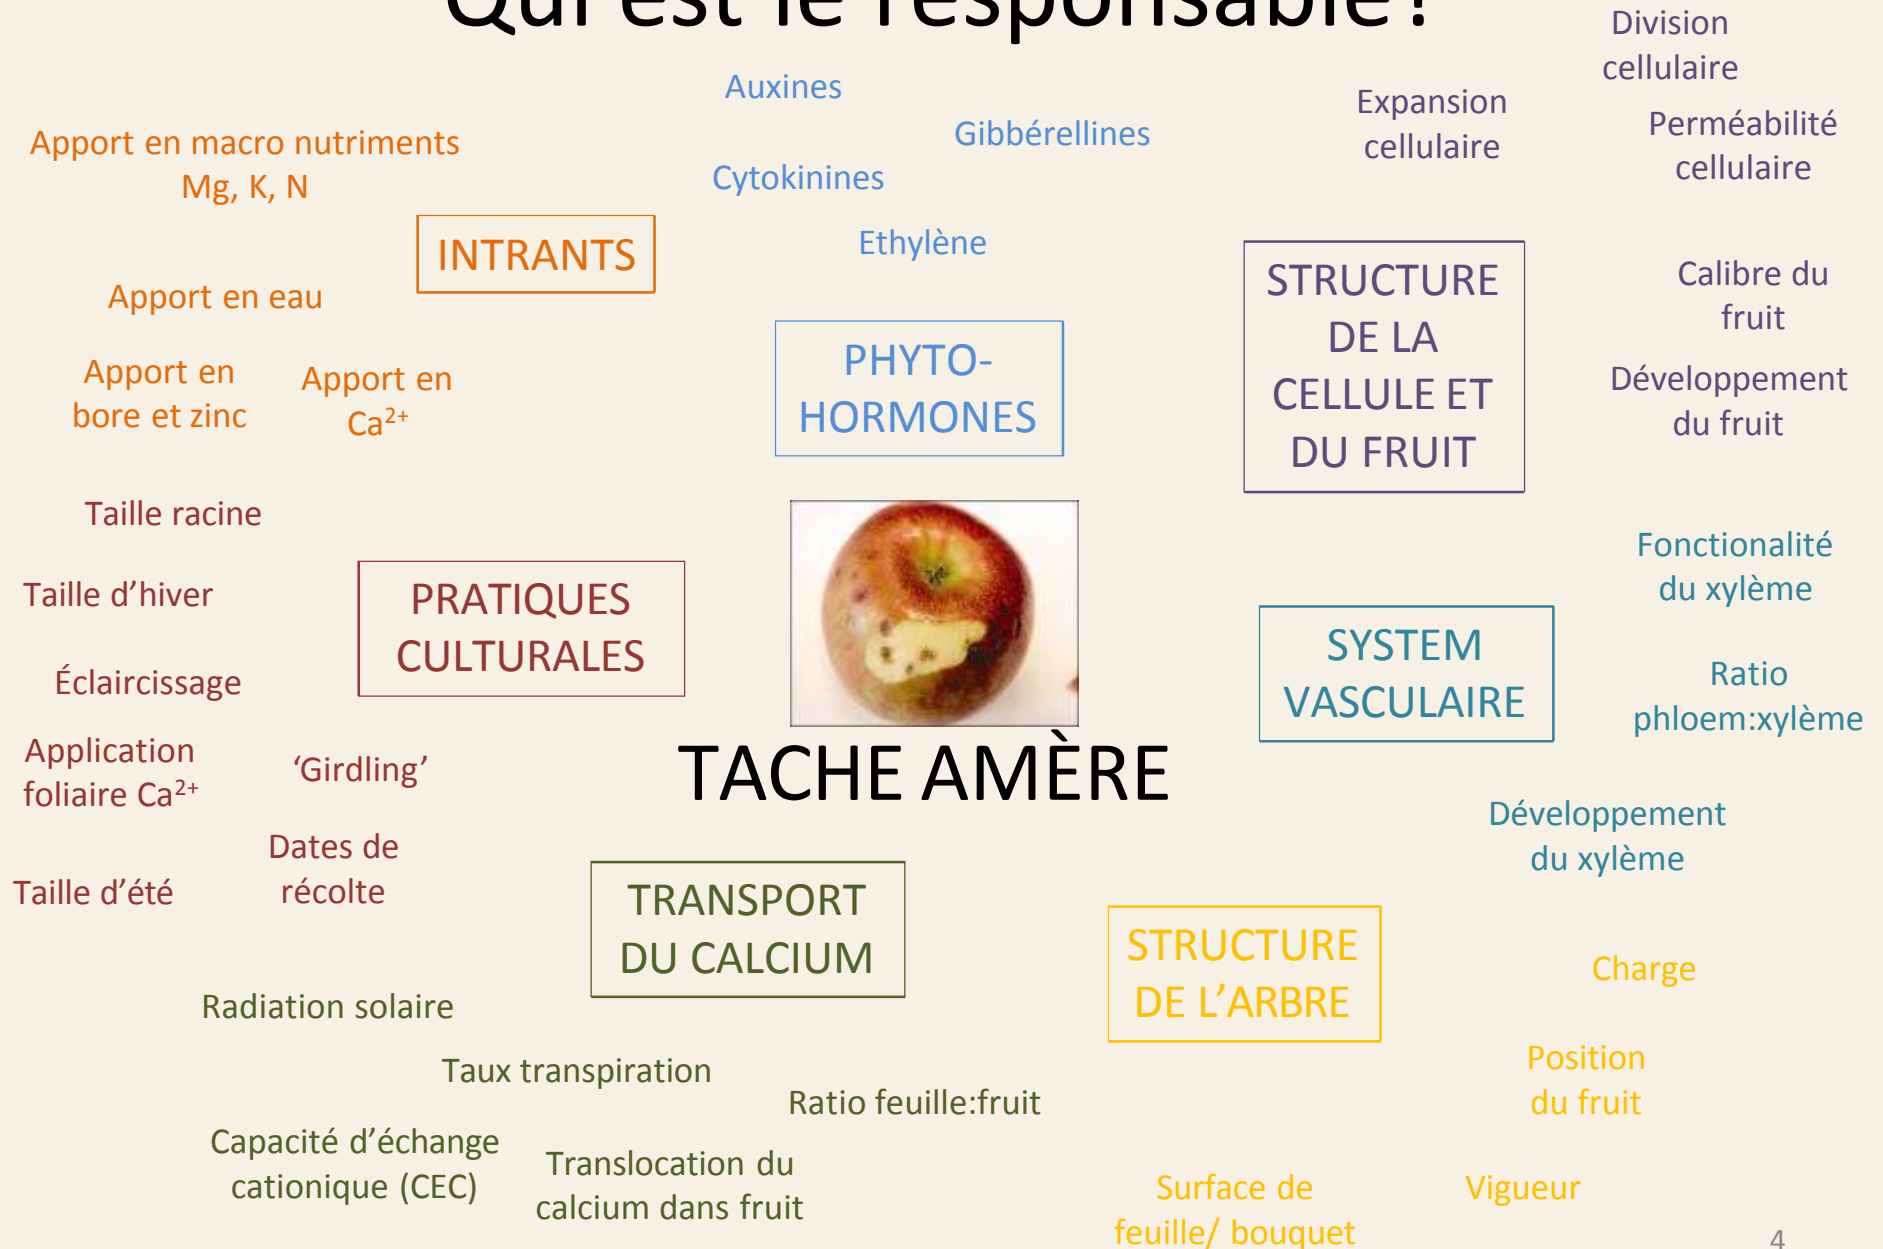 Qui est le responsable?
Division
cellulaire
Auxines
Expansion
cellulaire
Perméabilité
cellulaire
Gibbérellines
Apport en macro nutriments
Mg, K, N
Cytokinines
INTRANTS
Ethylène
Apport en eau
STRUCTURE
DE LA
CELLULE ET
DU FRUIT
Calibre du
fruit
PHYTO-
HORMONES
Apport en
bore et zinc
Apport en
Ca²⁺
Développement
du fruit
Taille racine
Fonctionalité
du xylème
Taille d’hiver
PRATIQUES
CULTURALES
SYSTEM
VASCULAIRE
Éclaircissage
Ratio
phloem:xylème
Application
foliaire Ca²⁺
‘Girdling’
TACHE AMÈRE
Développement
du xylème
Dates de
récolte
Taille d’été
TRANSPORT
DU CALCIUM
STRUCTURE
DE L’ARBRE
Charge
Radiation solaire
Taux transpiration
Position
du fruit
Ratio feuille:fruit
Capacité d’échange
cationique (CEC)
Translocation du
calcium dans fruit
Surface de
feuille/ bouquet
Vigueur
4